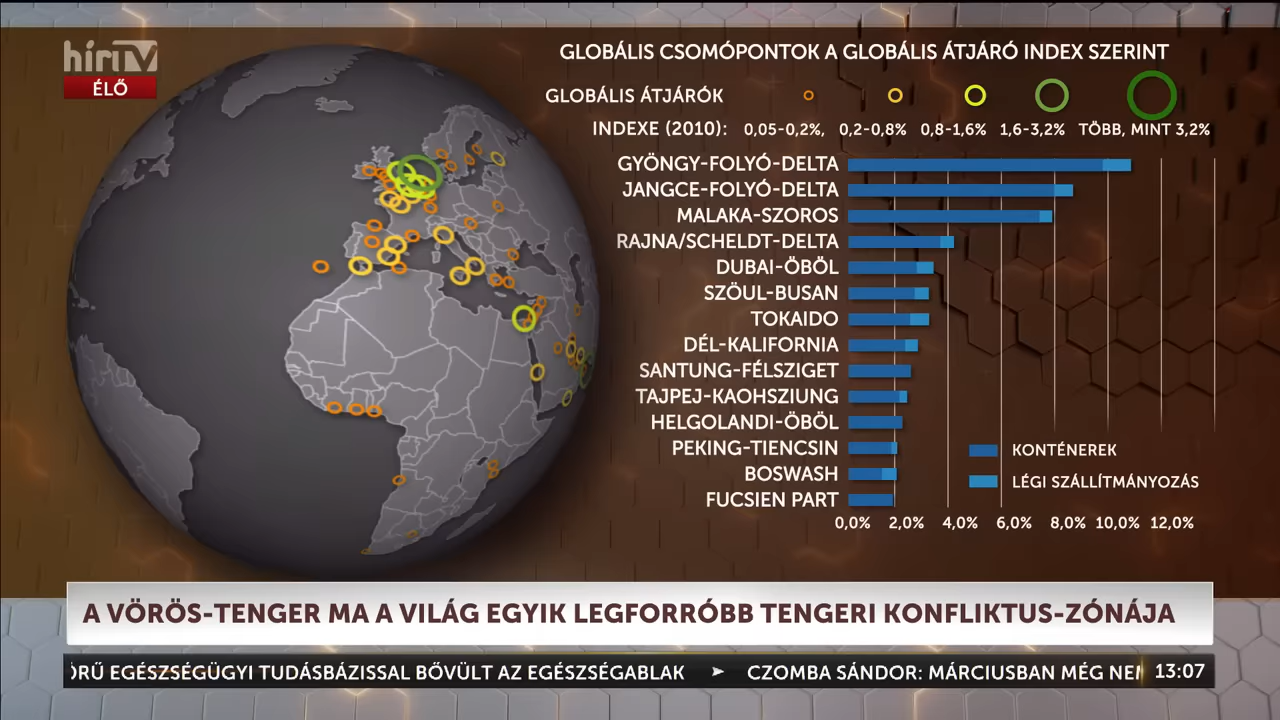 hírTV
ÉLŐ
GLOBÁLIS CSOMÓPONTOK A GLOBÁLIS ÁTJÁRÓ INDEX SZERINT
GLOBÁLIS ÁTJÁRÓK
INDEXE (2010): 0,05-0,2%, 0,2-0,8% 0,8-1,6% 1,6-3,2% TÖBB, MINT 3,2%
GYÖNGY-FOLYÓ-DELTA
JANGCE-FOLYÓ-DELTA
MALAKA-SZOROS
RAJNA/SCHELDT-DELTA
DUBAI-ÖBÖL
SZÖUL-BUSAN
TOKAIDO
DÉL-KALIFORNIA
SANTUNG-FÉLSZIGET
TAJPEJ-KAOHSZIUNG
HELGOLANDI-ÖBÖL
PEKING-TIENCSIN
BOSWASH
FUCSIEN PART
KONTÉNEREK
LÉGI SZÁLLÍTMÁNYOZÁS
0,0% 2,0% 4,0% 6,0% 8,0% 10,0% 12,0%
A VÖRÖS-TENGER MA A VILÁG EGYIK LEGFORRÓBB TENGERI KONFLIKTUS-ZÓNÁJA
ÖRŰ EGÉSZSÉGÜGYI TUDÁSBÁZISSAL BŐVÜLT AZ EGÉSZSÉGABLAK ➤ CZOMBA SÁNDOR: MÁRCIUSBAN MÉG NEM 13:07